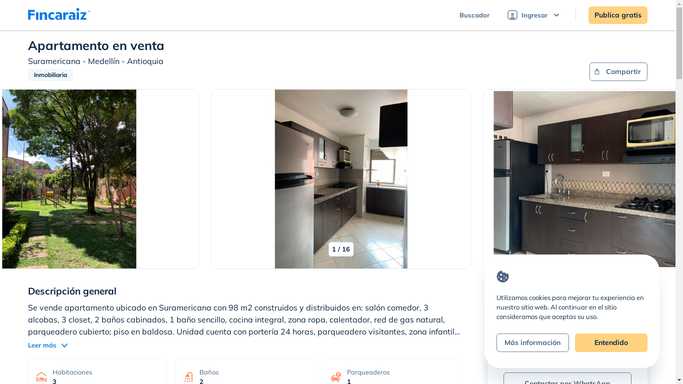 Fincaraiz
Buscador
Ingresar
Publica gratis
Apartamento en venta
Suramericana - Medellín - Antioquia
Inmobiliaria
Compartir
1 / 16
Descripción general
Se vende apartamento ubicado en Suramericana con 98 m2 construidos y distribuidos en: salón comedor, 3
alcobas, 3 closet, 2 baños cabinados, 1 baño sencillo, cocina integral, zona ropa, calentador, red de gas natural,
parqueadero cubierto; piso en baldosa. Unidad cuenta con portería 24 horas, parqueadero visitantes, zona infantil...
Leer más
Habitaciones
3
Baños
2
Parqueaderos
1
Utilizamos cookies para mejorar tu experiencia en
nuestro sitio web. Al continuar en el sitio
consideramos que aceptas su uso.
Más información
Entendido
Contactar por WhatsApp